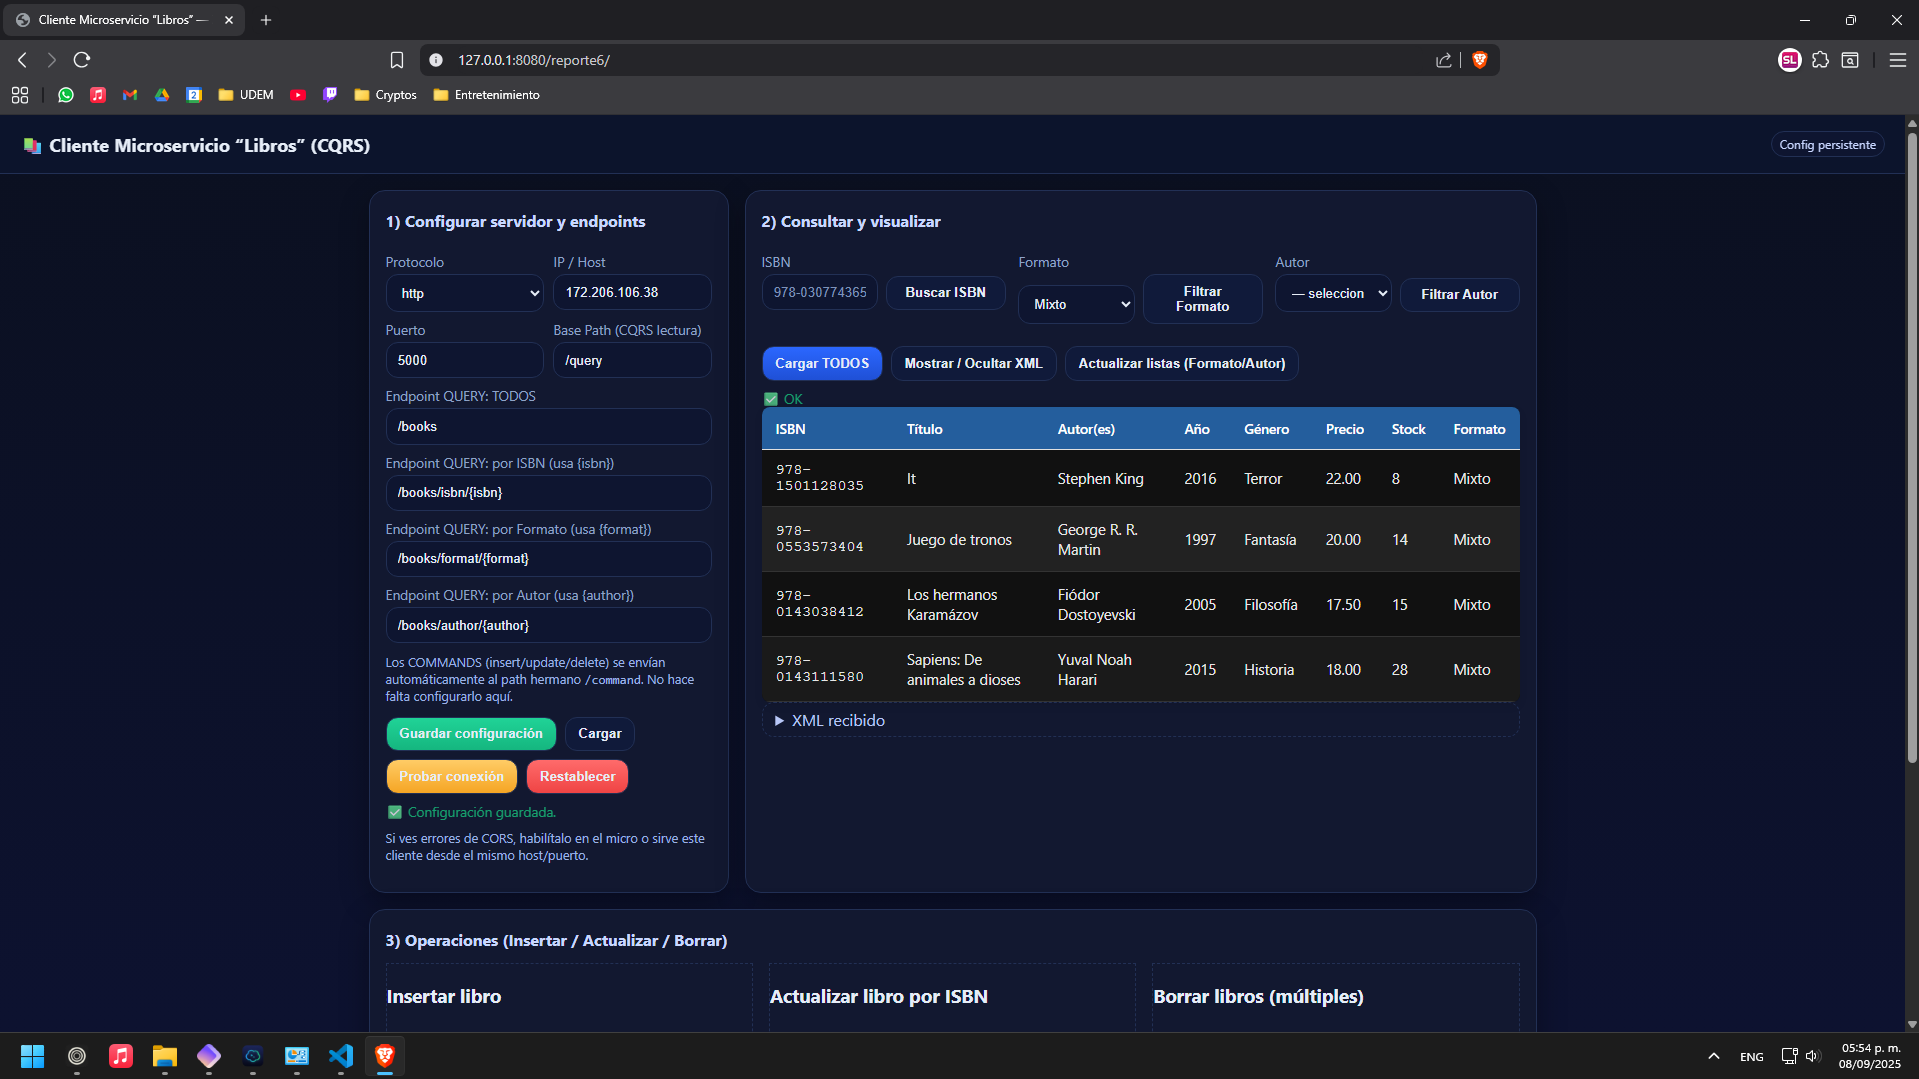 Cliente Microservicio “Libros” —
127.0.0.1:8080/reporte6/
SL
2
UDEM
Cryptos
Entretenimiento
Cliente Microservicio “Libros” (CQRS)
Config persistente
1) Configurar servidor y endpoints
Protocolo
IP / Host
http
172.206.106.38
Puerto
Base Path (CQRS lectura)
5000
/query
Endpoint QUERY: TODOS
/books
Endpoint QUERY: por ISBN (usa {isbn})
/books/isbn/{isbn}
Endpoint QUERY: por Formato (usa {format})
/books/format/{format}
Endpoint QUERY: por Autor (usa {author})
/books/author/{author}
Los COMMANDS (insert/update/delete) se envían
automáticamente al path hermano /command. No hace
falta configurarlo aquí.
Guardar configuración
Cargar
Probar conexión
Restablecer
Configuración guardada.
Si ves errores de CORS, habilítalo en el micro o sirve este
cliente desde el mismo host/puerto.
2) Consultar y visualizar
ISBN
Formato
Autor
978-030774365
Buscar ISBN
Mixto
Filtrar
Formato
— seleccion
Filtrar Autor
Cargar TODOS
Mostrar / Ocultar XML
Actualizar listas (Formato/Autor)
OK
ISBN Título Autor(es) Año Género Precio Stock Formato
978-
1501128035
It Stephen King 2016 Terror 22.00 8 Mixto
978-
0553573404
Juego de tronos
George R. R.
Martin
1997 Fantasía 20.00 14 Mixto
978-
0143038412
Los hermanos
Karamázov
Fiódor
Dostoyevski
2005 Filosofía 17.50 15 Mixto
978-
0143111580
Sapiens: De
animales a dioses
Yuval Noah
Harari
2015 Historia 18.00 28 Mixto
XML recibido
3) Operaciones (Insertar / Actualizar / Borrar)
Insertar libro
Actualizar libro por ISBN
Borrar libros (múltiples)
ENG
05:54 p. m.
08/09/2025